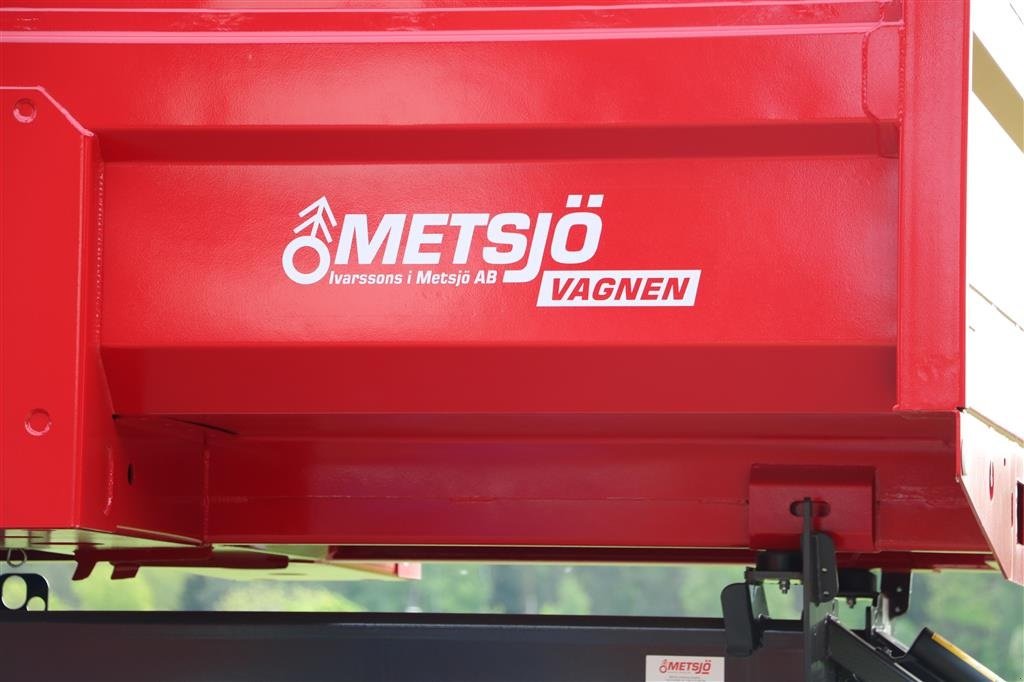 METSJÖ
Ivarssons i Metsjö AB
VAGNEN
METSJÖ